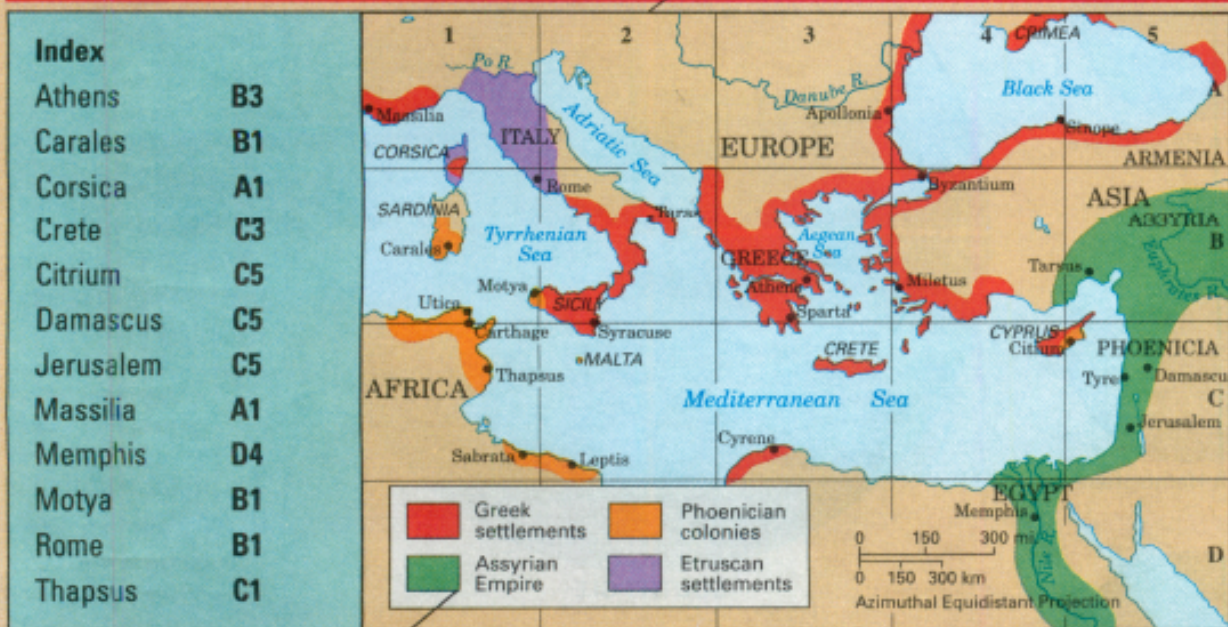 Index
Athens B3
Carales B1
Corsica A1
Crete C3
Citrium C5
Damascus C5
Jerusalem C5
Massilia A1
Memphis D4
Motya B1
Rome B1
Thapsus C1
1 2 3 4 5
CRIMEA
Po R.
Danube R.
Black Sea
A
Massilia
Apollonia
Sinope
ITALY
Adriatic Sea
CORSICA
EUROPE
ARMENIA
Rome
Byzantium
ASIA
SARDINIA
Taras
ASSYRIA
Tyrrhenian
Sea
Aegean
Sea
B
Carales
GREECE
Tarsus
Euphrates R.
Motya
Athens
Miletus
Utica
SICILY
Sparta
Carthage
Syracuse
CYPRUS
Citium
MALTA
CRETE
PHOENICIA
Thapsus
Tyre
Damascu
AFRICA
Mediterranean Sea
C
Jerusalem
Cyrene
Sabrata
Leptis
EGYPT
Memphis
Nile R.
D
Greek
settlements
Phoenician
colonies
Assyrian
Empire
Etruscan
settlements
0 150 300 mi.
0 150 300 km
Azimuthal Equidistant Projection